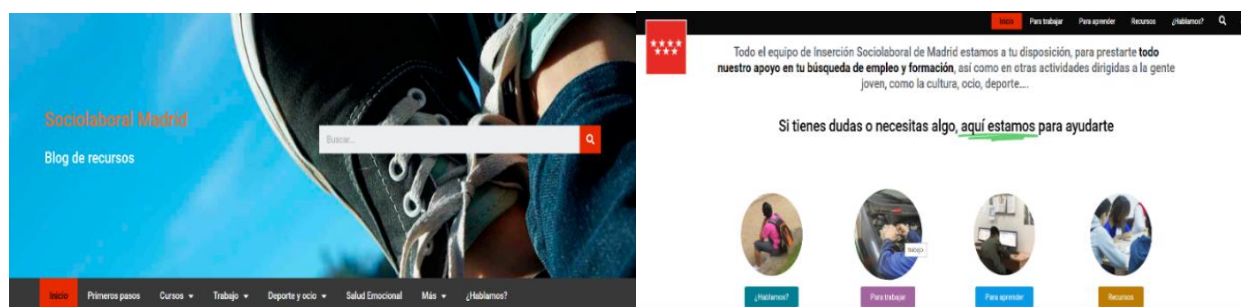 Sociolaboral Madrid
Buscar...
Blog de recursos
Inicio Primeros pasos Cursos Trabajo Deporte y ocio Salud Emocional Más ¿Hablamos?
Inicio Para trabajar Para aprender Recursos ¿Hablamos?
Todo el equipo de Inserción Sociolaboral de Madrid estamos a tu disposición, para prestarte todo
nuestro apoyo en tu búsqueda de empleo y formación, así como en otras actividades dirigidas a la gente
joven, como la cultura, ocio, deporte....
Si tienes dudas o necesitas algo, aquí estamos para ayudarte
¿Hablamos? Para trabajar Para aprender Recursos